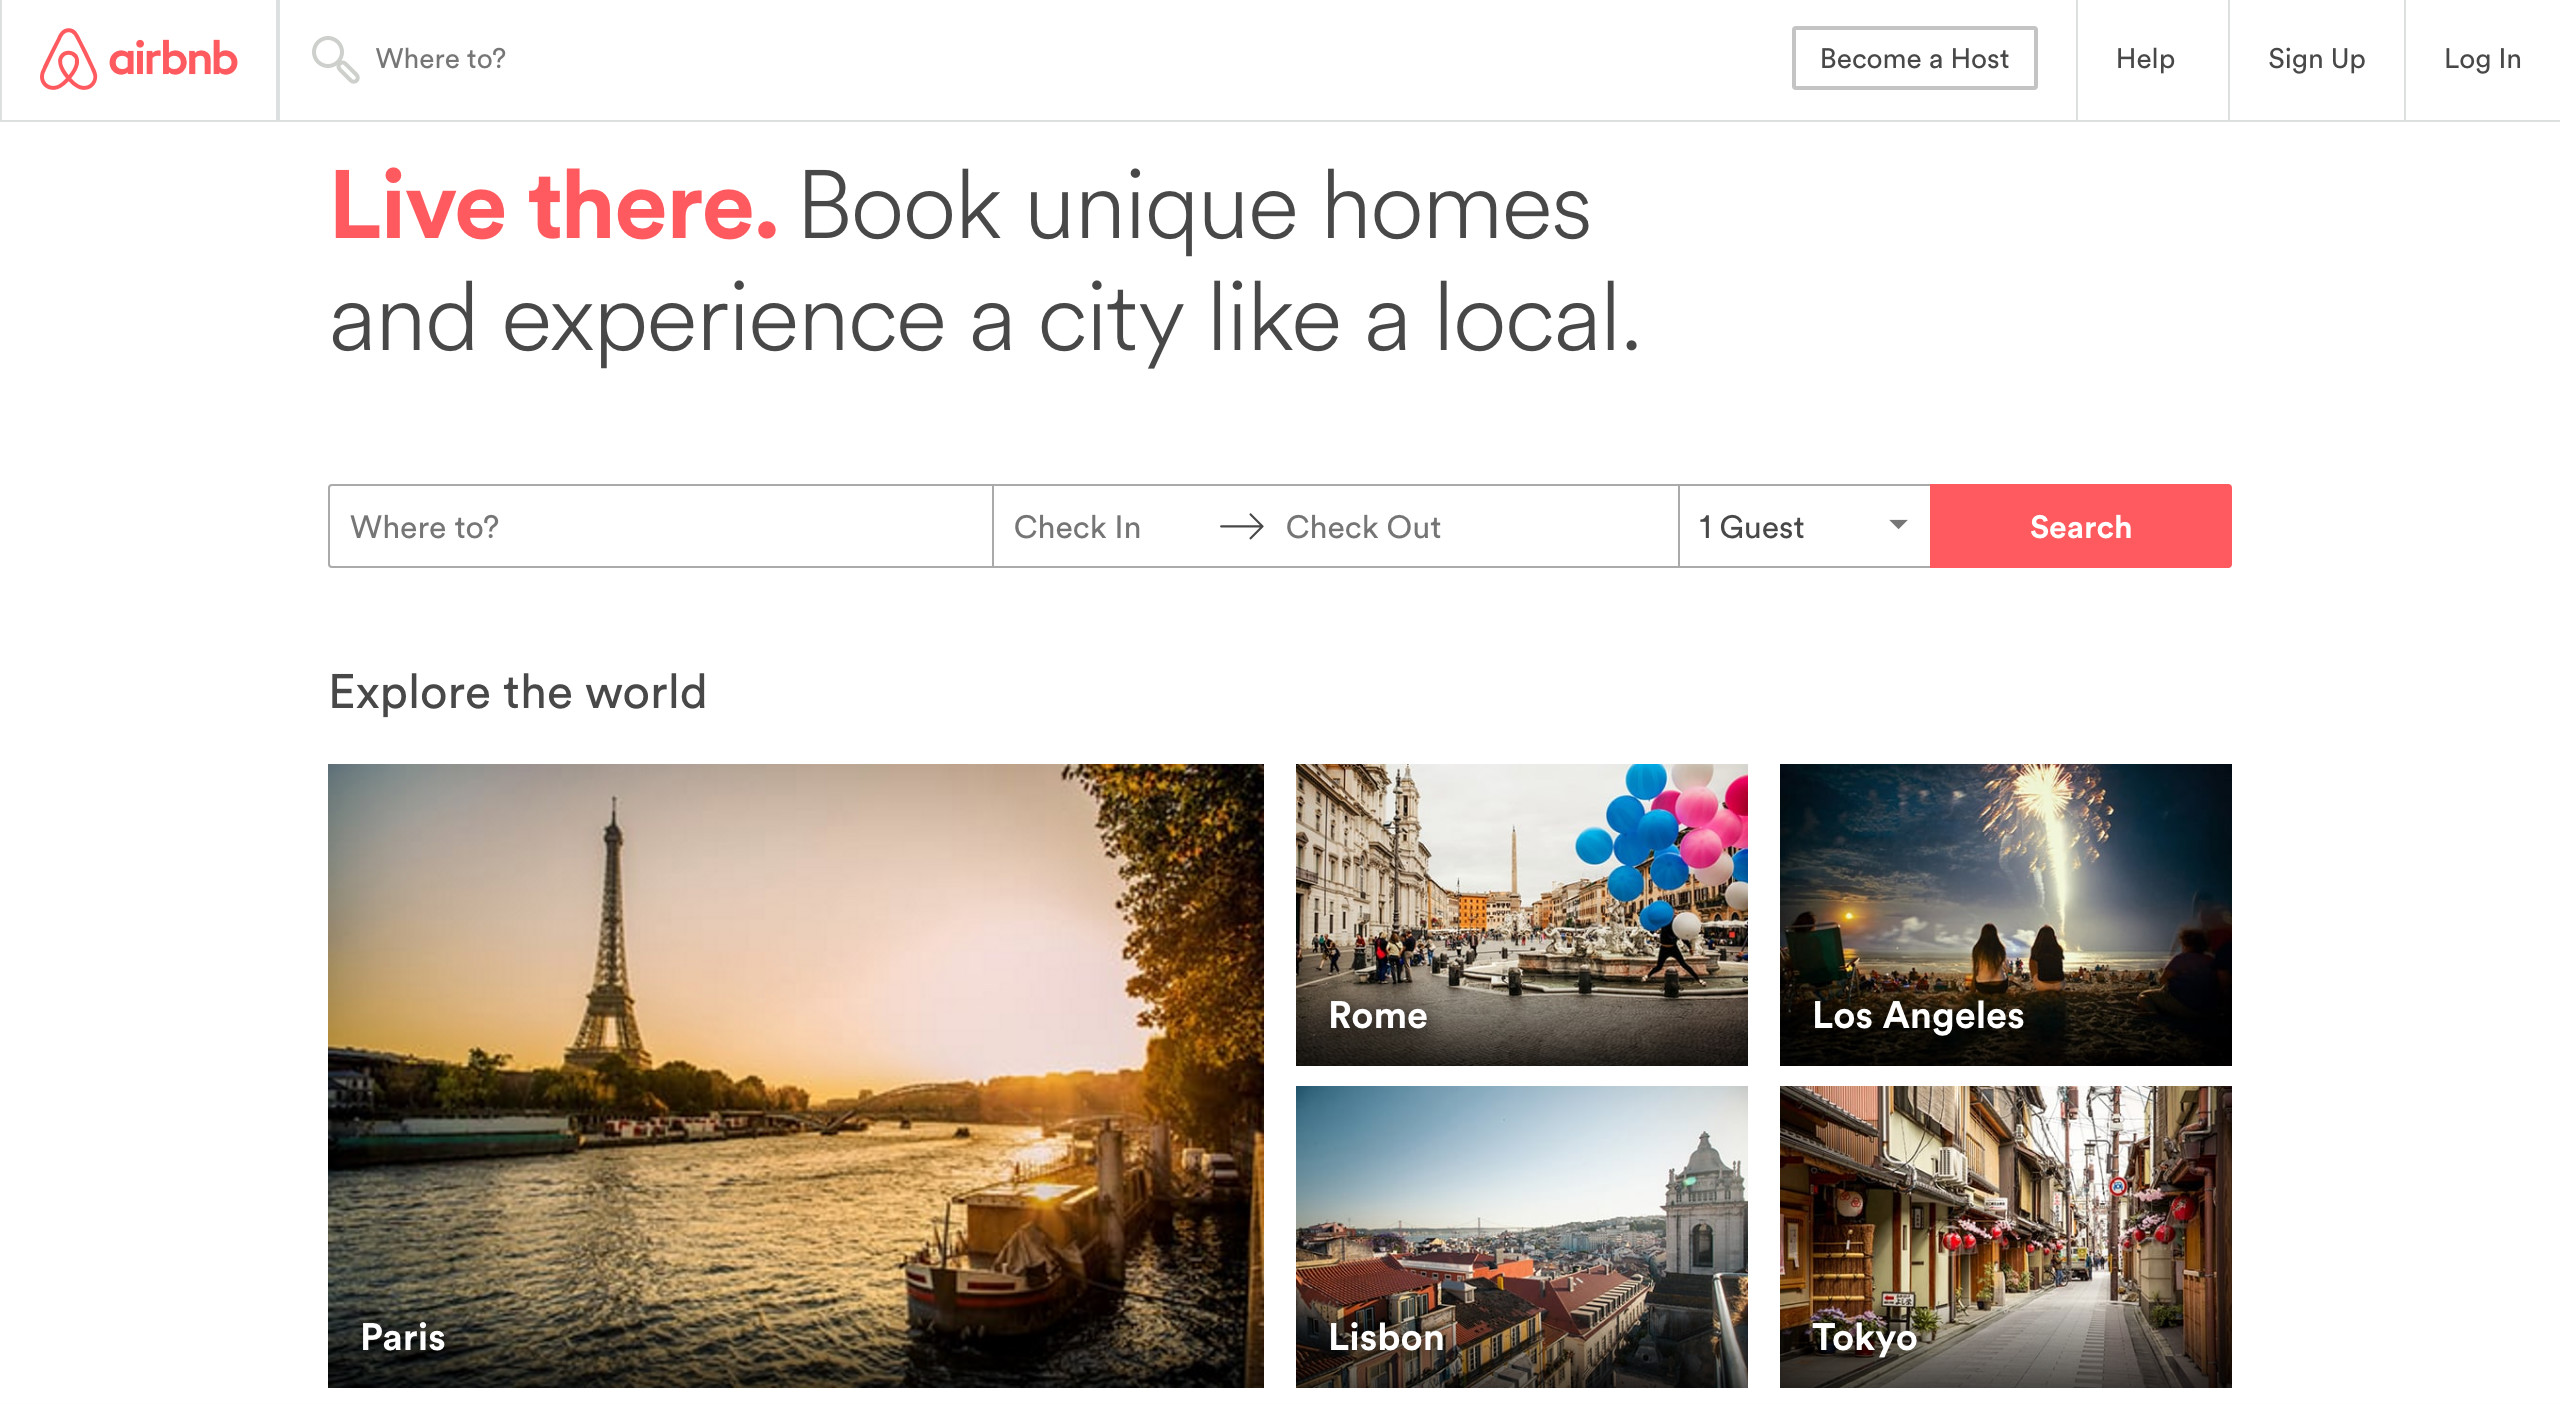 airbnb
Where to?
Become a Host
Help
Sign Up
Log In
Live there. Book unique homes
and experience a city like a local.
Where to?
Check In → Check Out
1 Guest
Search
Explore the world
Paris
Rome
Los Angeles
Lisbon
Tokyo